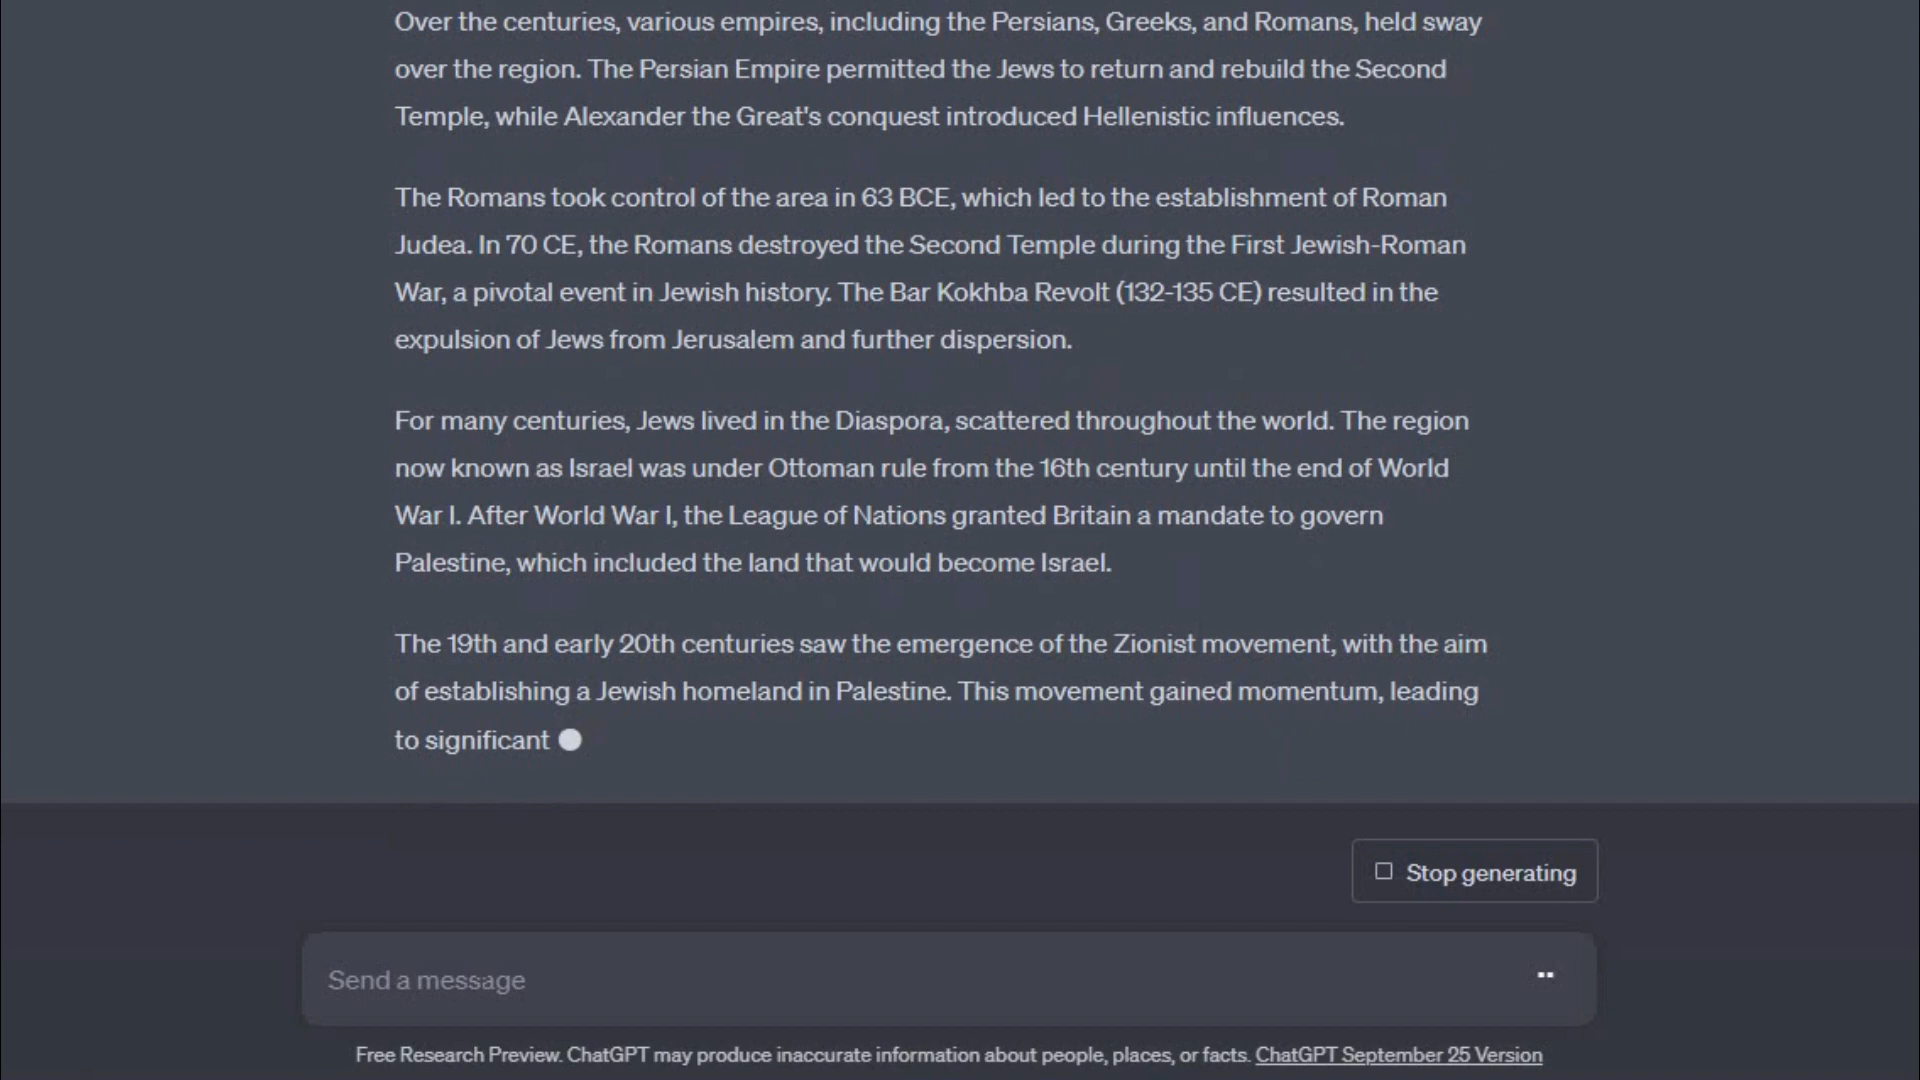 Over the centuries, various empires, including the Persians, Greeks, and Romans, held sway
over the region. The Persian Empire permitted the Jews to return and rebuild the Second
Temple, while Alexander the Great's conquest introduced Hellenistic influences.
The Romans took control of the area in 63 BCE, which led to the establishment of Roman
Judea. In 70 CE, the Romans destroyed the Second Temple during the First Jewish-Roman
War, a pivotal event in Jewish history. The Bar Kokhba Revolt (132-135 CE) resulted in the
expulsion of Jews from Jerusalem and further dispersion.
For many centuries, Jews lived in the Diaspora, scattered throughout the world. The region
now known as Israel was under Ottoman rule from the 16th century until the end of World
War I. After World War I, the League of Nations granted Britain a mandate to govern
Palestine, which included the land that would become Israel.
The 19th and early 20th centuries saw the emergence of the Zionist movement, with the aim
of establishing a Jewish homeland in Palestine. This movement gained momentum, leading
to significant
Stop generating
Send a message
Free Research Preview. ChatGPT may produce inaccurate information about people, places, or facts. ChatGPT September 25 Version